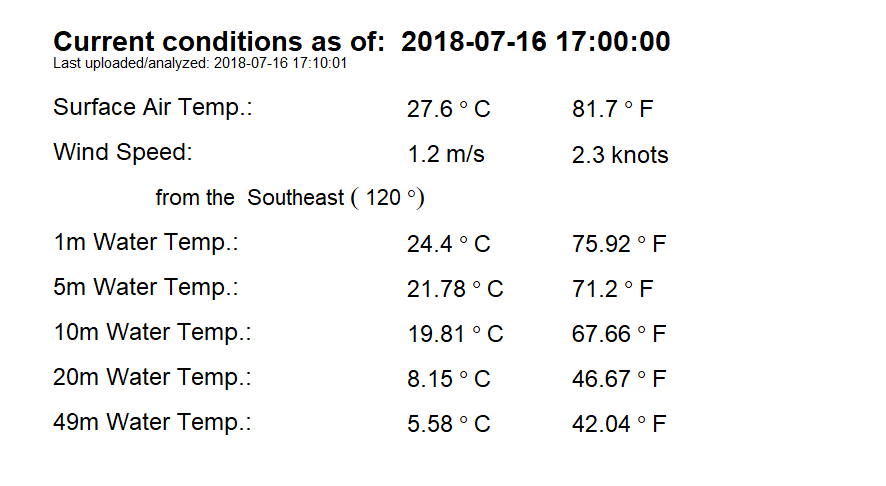 Current conditions as of: 2018-07-16 17:00:00
Last uploaded/analyzed: 2018-07-16 17:10:01
Surface Air Temp.: 27.6 ° C 81.7 ° F
Wind Speed: 1.2 m/s 2.3 knots
from the Southeast ( 120 °)
1m Water Temp.: 24.4 ° C 75.92 ° F
5m Water Temp.: 21.78 ° C 71.2 ° F
10m Water Temp.: 19.81 ° C 67.66 ° F
20m Water Temp.: 8.15 ° C 46.67 ° F
49m Water Temp.: 5.58 ° C 42.04 ° F